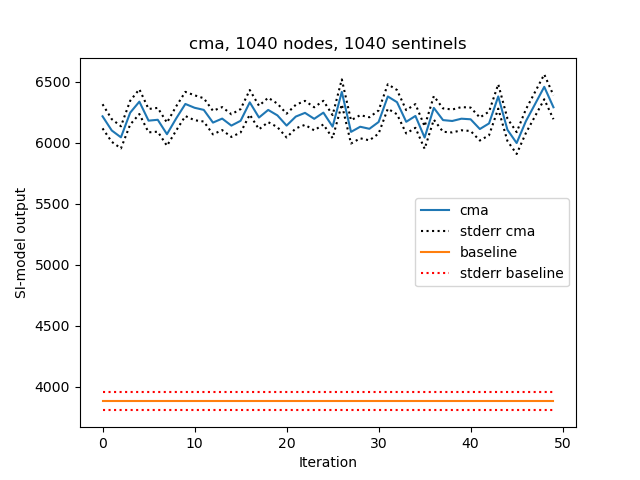 cma, 1040 nodes, 1040 sentinels
SI-model output
6500
6000
5500
5000
4500
4000
cma
stderr cma
baseline
stderr baseline
0
10
20
30
40
50
Iteration